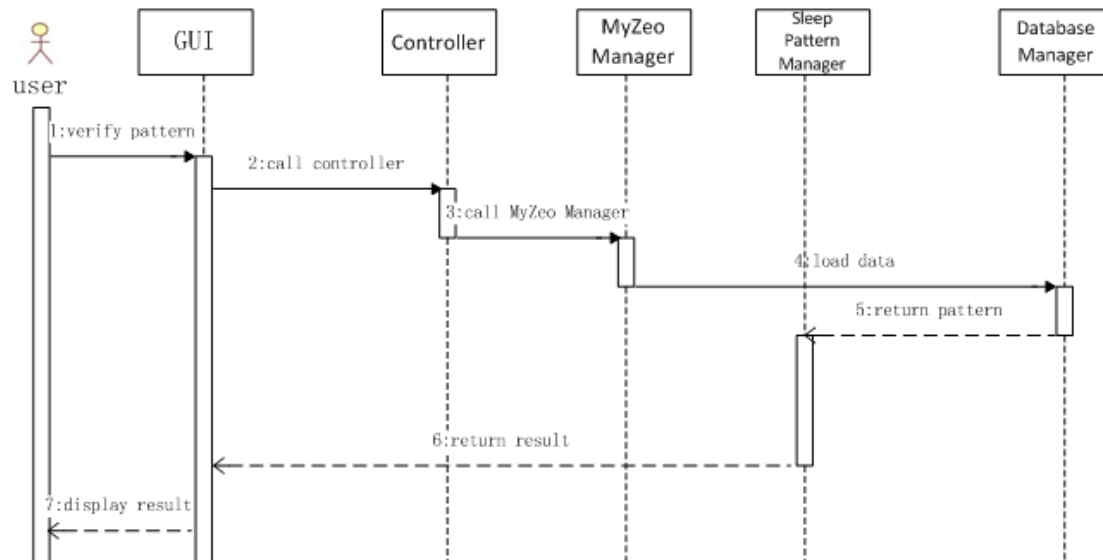 user
GUI
Controller
MyZeo
Manager
Sleep
Pattern
Manager
Database
Manager
1:verify pattern
2:call controller
3:call MyZeo Manager
4:load data
5:return pattern
6:return result
7:display result